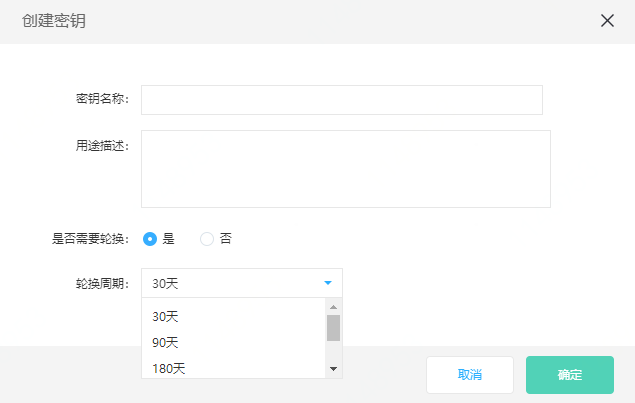 创建密钥
密钥名称:
用途描述:
是否需要轮换: 是 否
轮换周期: 30天
30天
90天
180天
取消 确定